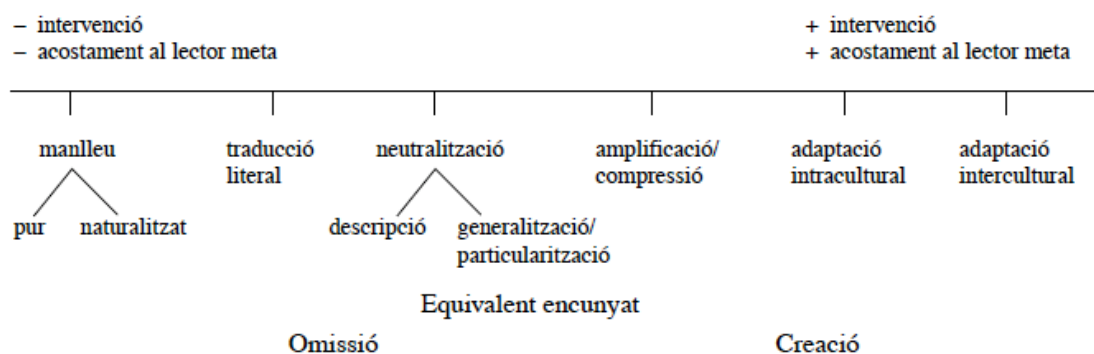 – intervenció
– acostament al lector meta
+ intervenció
+ acostament al lector meta
manlleu
traducció
literal
neutralització
amplificació/
compressió
adaptació
intracultural
adaptació
intercultural
pur
naturalitzat
descripció
generalització/
particularització
Equivalent encunyat
Omissió
Creació